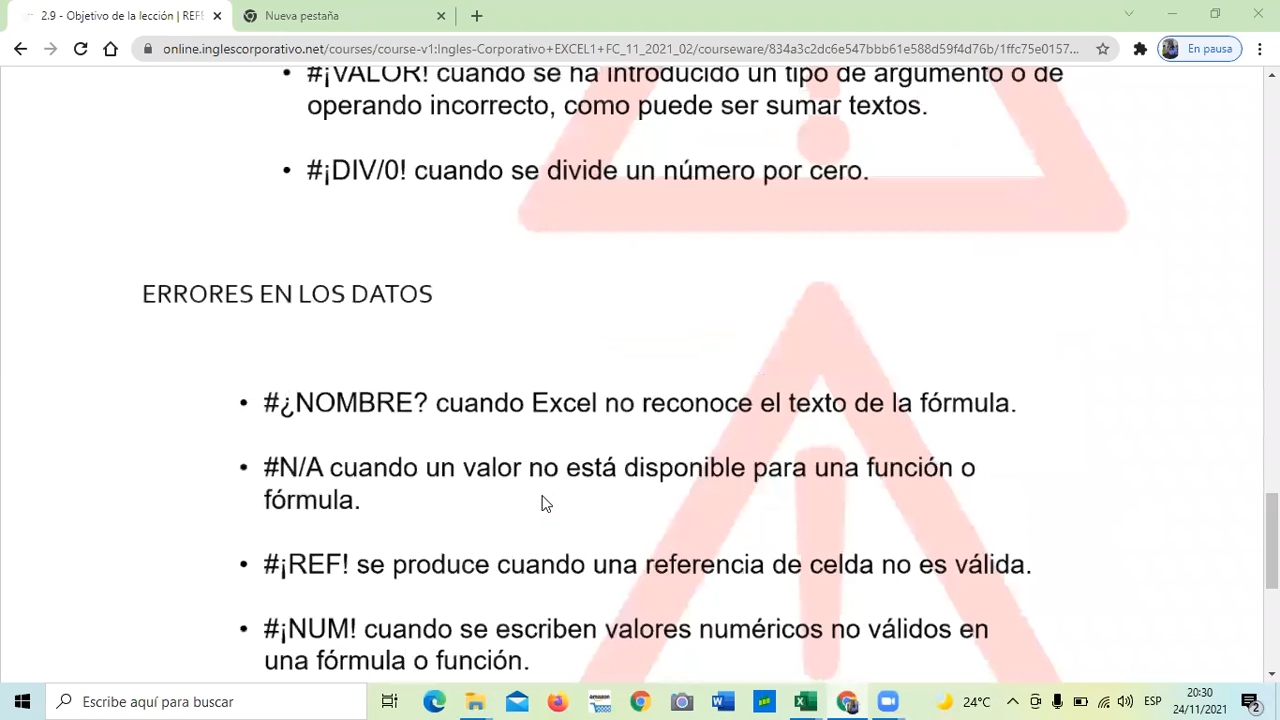 2.9 - Objetivo de la lección | REF
Nueva pestaña
online.inglescorporativo.net/courses/course-v1:Ingles-Corporativo+EXCEL1+FC_11_2021_02/courseware/834a3c2dc6e547bbb61e588d59f4d76b/1ffc75e0157...
En pausa
• #¡VALOR! cuando se ha introducido un tipo de argumento o de
operando incorrecto, como puede ser sumar textos.
• #¡DIV/0! cuando se divide un número por cero.
ERRORES EN LOS DATOS
• #¿NOMBRE? cuando Excel no reconoce el texto de la fórmula.
• #N/A cuando un valor no está disponible para una función o
fórmula.
• #¡REF! se produce cuando una referencia de celda no es válida.
• #¡NUM! cuando se escriben valores numéricos no válidos en
una fórmula o función.
Escribe aquí para buscar
amazon
24°C
ESP
20:30
24/11/2021
2